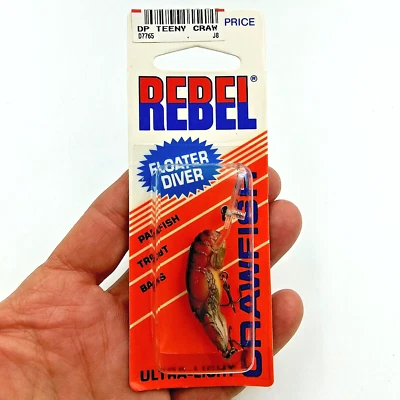 DP TEENY CRAW
07765 J8
PRICE
REBEL®
FLOATER
DIVER
PANFISH
TROUT
BASS
CRAWFISH
ULTRA-LIGHT